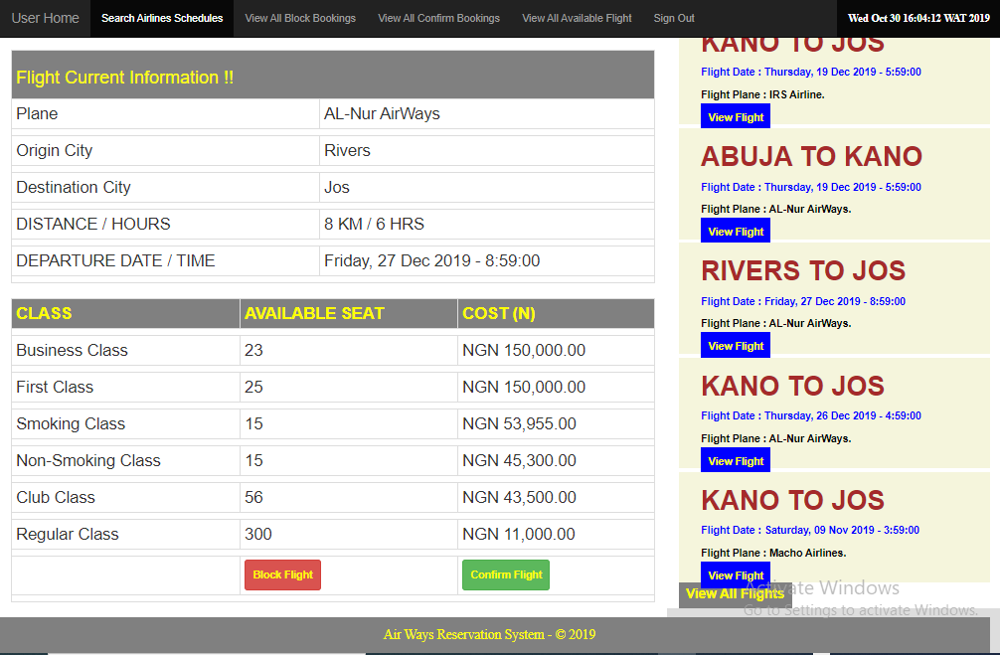 User Home Search Airlines Schedules View All Block Bookings View All Confirm Bookings View All Available Flight Sign Out Wed Oct 30 16:04:12 WAT 2019
Flight Current Information !!
Plane AL-Nur AirWays
Origin City Rivers
Destination City Jos
DISTANCE / HOURS 8 KM / 6 HRS
DEPARTURE DATE / TIME Friday, 27 Dec 2019 - 8:59:00
CLASS AVAILABLE SEAT COST (N)
Business Class 23 NGN 150,000.00
First Class 25 NGN 150,000.00
Smoking Class 15 NGN 53,955.00
Non-Smoking Class 15 NGN 45,300.00
Club Class 56 NGN 43,500.00
Regular Class 300 NGN 11,000.00
Block Flight Confirm Flight
KANO TO JOS
Flight Date : Thursday, 19 Dec 2019 - 5:59:00
Flight Plane : IRS Airline.
View Flight
ABUJA TO KANO
Flight Date : Thursday, 19 Dec 2019 - 5:59:00
Flight Plane : AL-Nur AirWays.
View Flight
RIVERS TO JOS
Flight Date : Friday, 27 Dec 2019 - 8:59:00
Flight Plane : AL-Nur AirWays.
View Flight
KANO TO JOS
Flight Date : Thursday, 26 Dec 2019 - 4:59:00
Flight Plane : AL-Nur AirWays.
View Flight
KANO TO JOS
Flight Date : Saturday, 09 Nov 2019 - 3:59:00
Flight Plane : Macho Airlines.
View Flight
View All Flights
Activate Windows
Go to Settings to activate Windows.
Air Ways Reservation System - © 2019